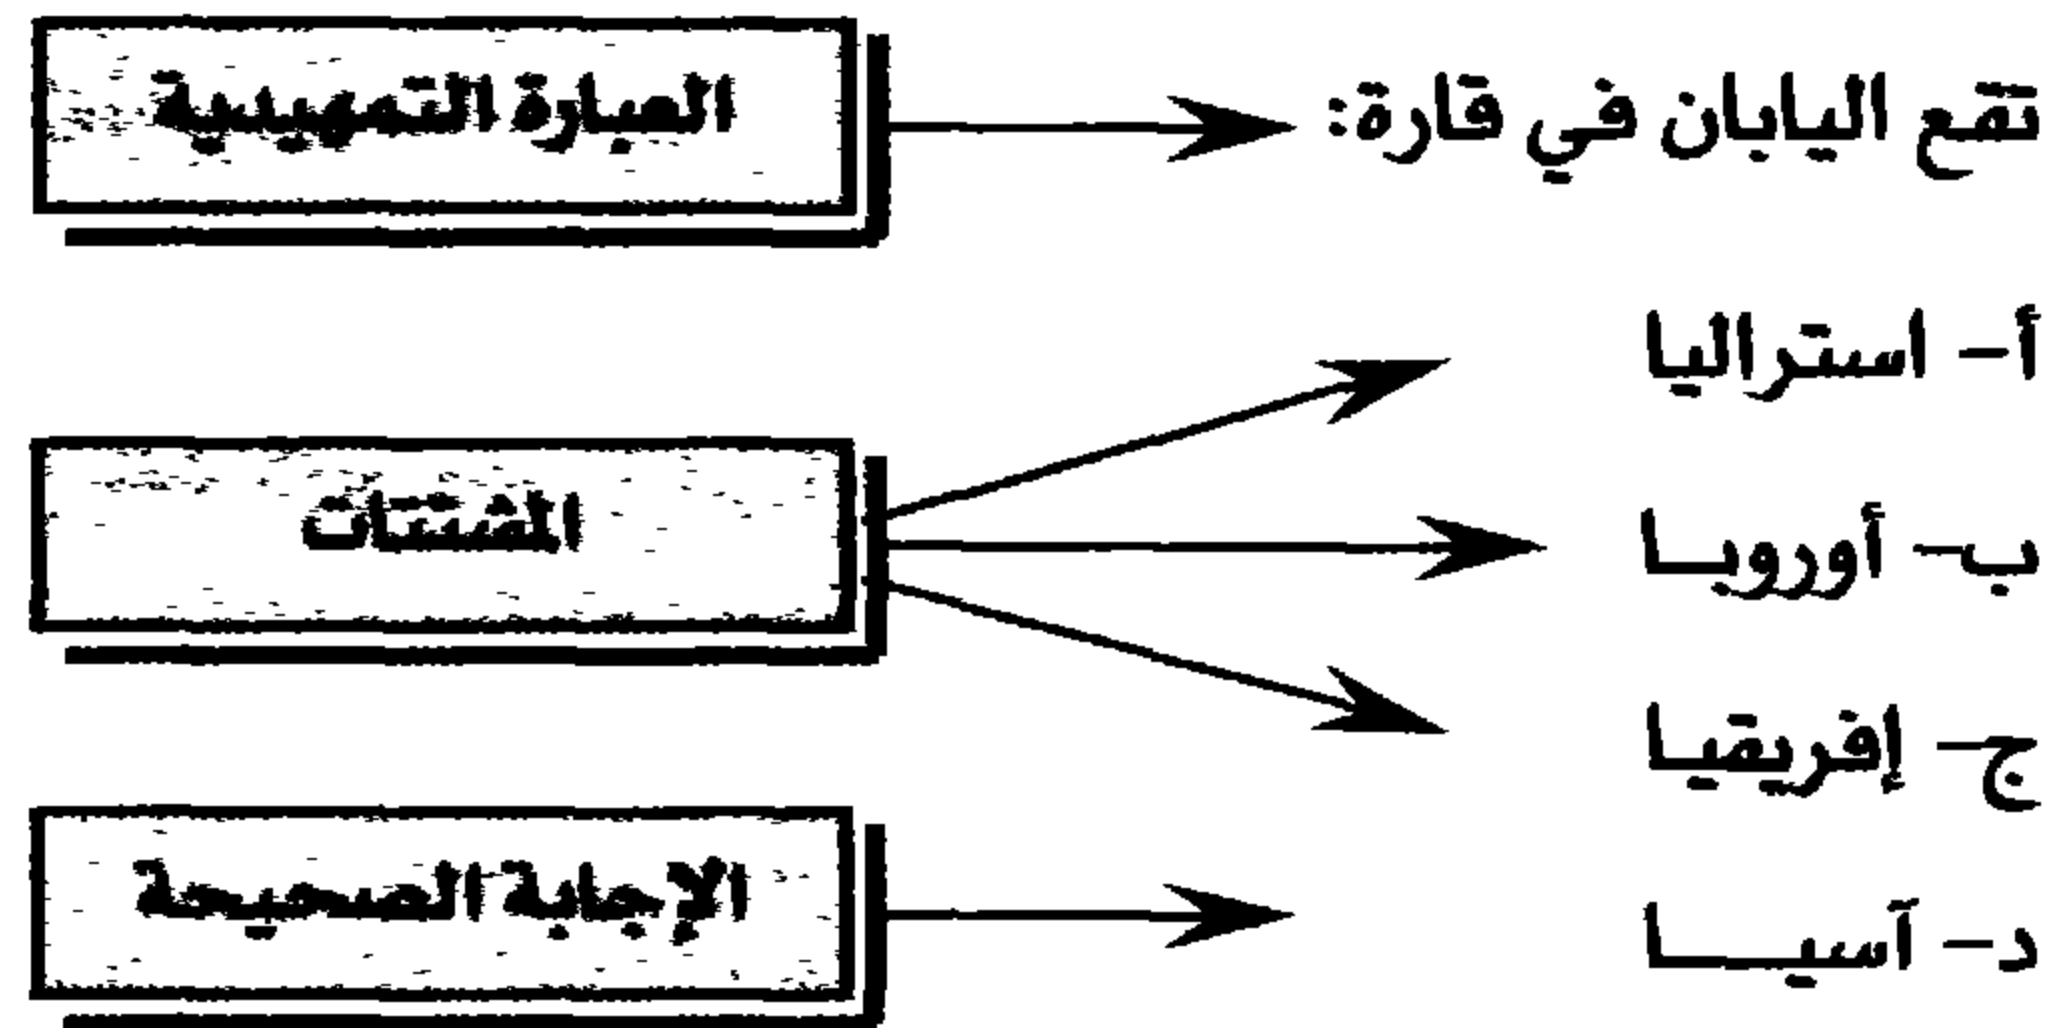 تقع اليابان في قارة:
العبارة التمهيدية
أ- استراليا
ب- أوروبا
المشتتات
ج- إفريقيا
د- آسيا
الإجابة الصحيحة